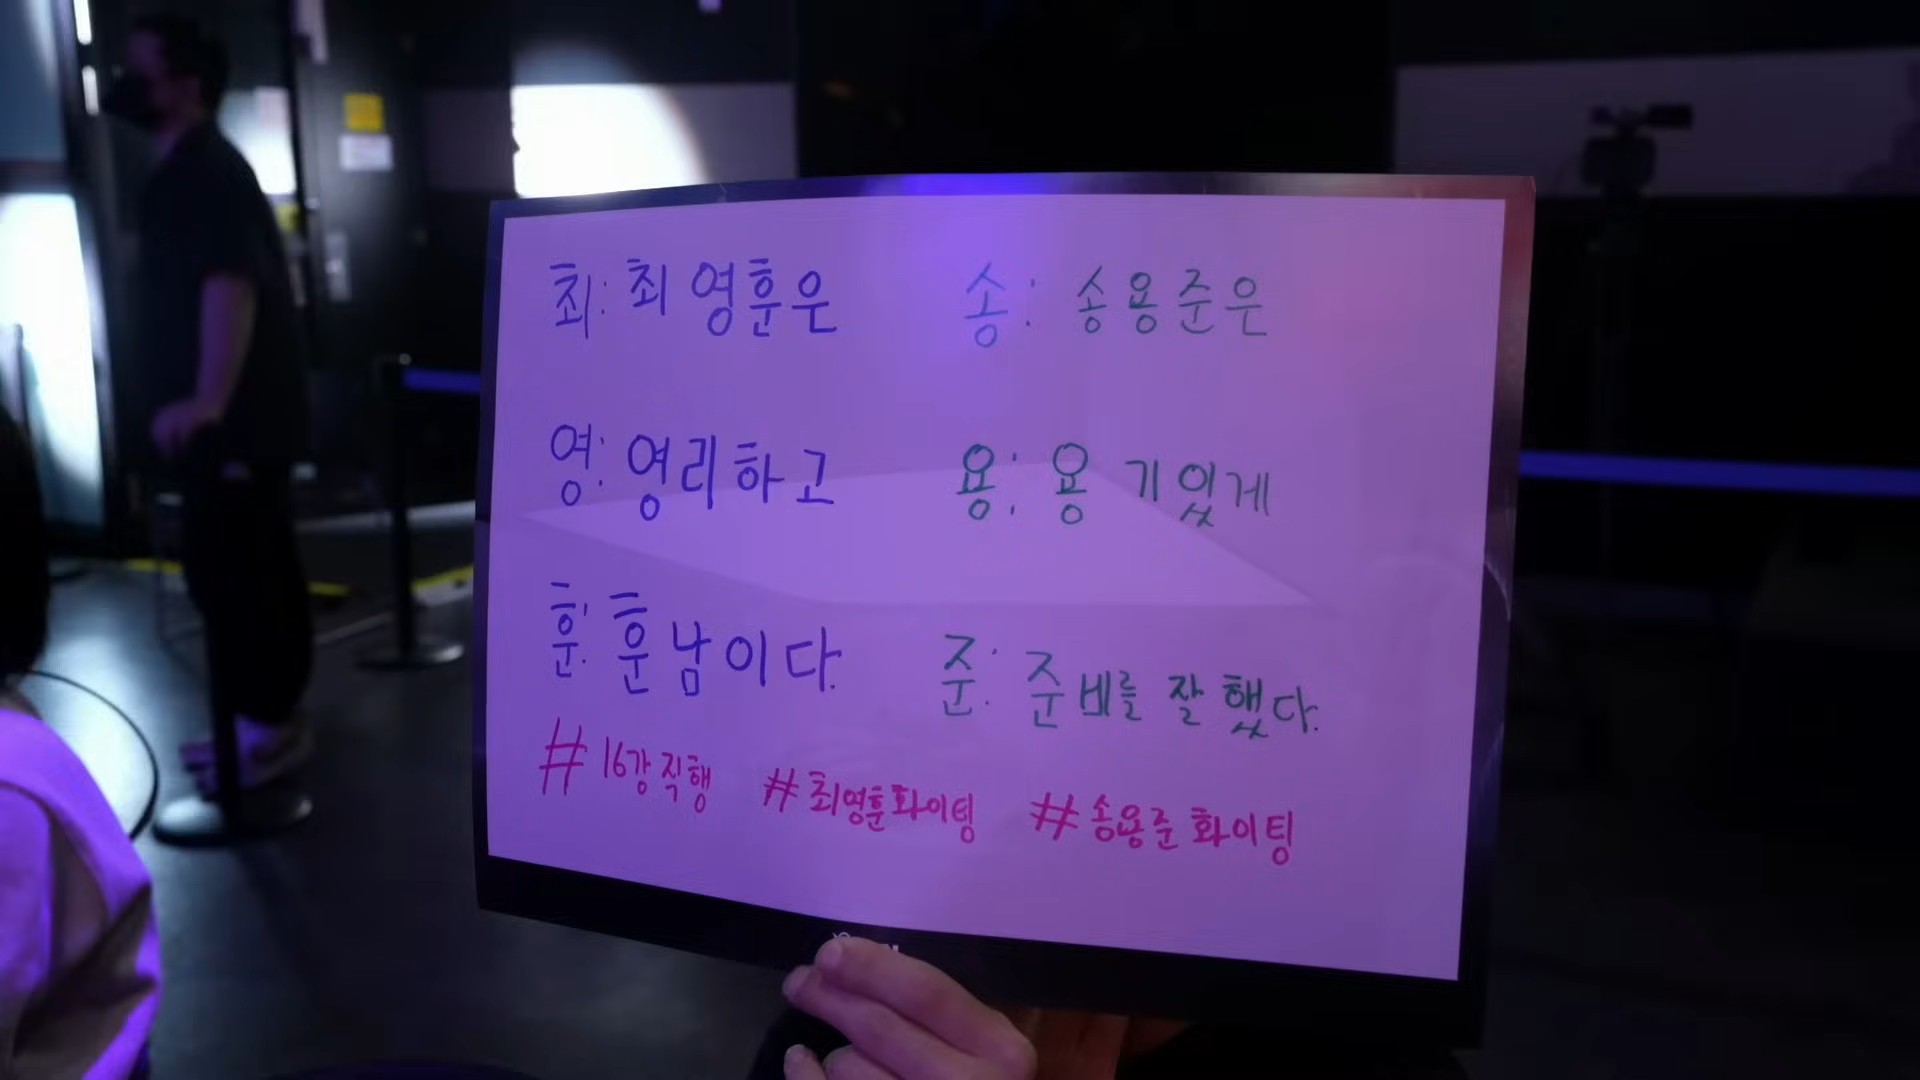 최: 최영훈은
영: 영리하고
훈: 훈남이다.
송: 송용준은
용: 용기있게
준: 준비를 잘 했다.
#16강직행 #최영훈화이팅 #송용준화이팅